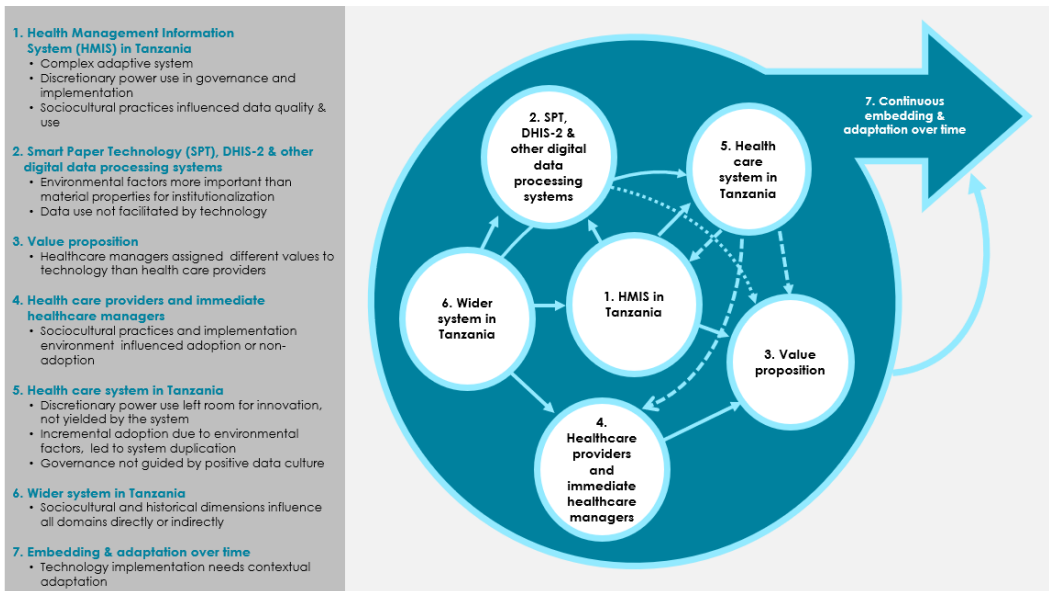 1. Health Management Information
System (HMIS) in Tanzania
• Complex adaptive system
• Discretionary power use in governance and
implementation
• Sociocultural practices influenced data quality &
use
2. Smart Paper Technology (SPT), DHIS-2 & other
digital data processing systems
• Environmental factors more important than
material properties for institutionalization
• Data use not facilitated by technology
3. Value proposition
• Healthcare managers assigned different values to
technology than health care providers
4. Health care providers and immediate
healthcare managers
• Sociocultural practices and implementation
environment influenced adoption or non-
adoption
5. Health care system in Tanzania
• Discretionary power use left room for innovation,
not yielded by the system
• Incremental adoption due to environmental
factors, led to system duplication
• Governance not guided by positive data culture
6. Wider system in Tanzania
• Sociocultural and historical dimensions influence
all domains directly or indirectly
7. Embedding & adaptation over time
• Technology implementation needs contextual
adaptation
2. SPT,
DHIS-2 &
other digital
data
processing
systems
5. Health
care
system in
Tanzania
7. Continuous
embedding &
adaptation over time
6. Wider
system in
Tanzania
1. HMIS in
Tanzania
3. Value
proposition
4.
Healthcare
providers
and
immediate
healthcare
managers